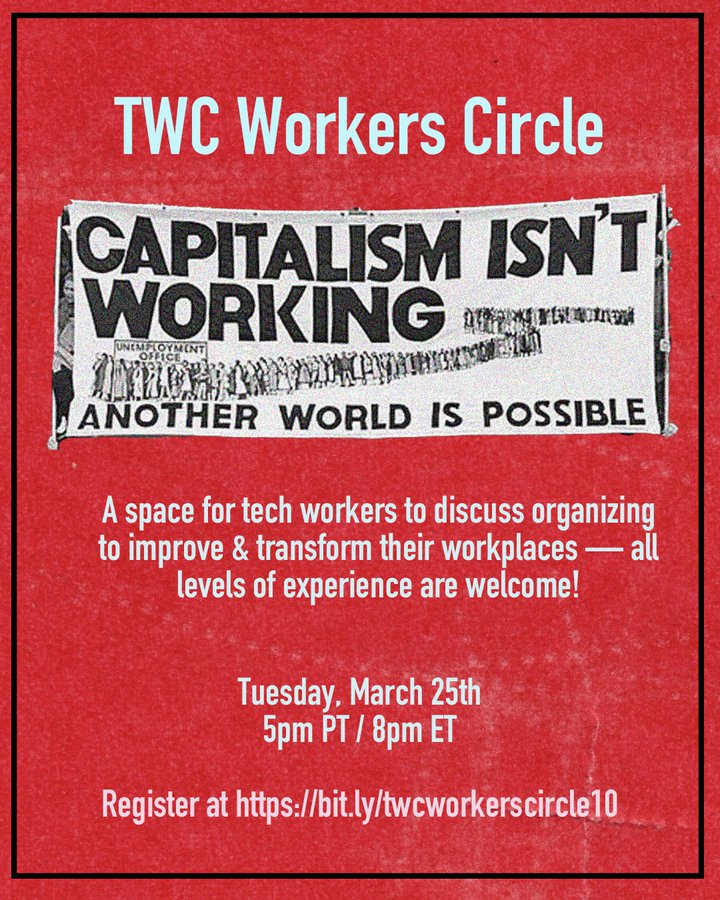 TWC Workers Circle
CAPITALISM ISN'T
WORKING
UNEMPLOYMENT
OFFICE
ANOTHER WORLD IS POSSIBLE
A space for tech workers to discuss organizing
to improve & transform their workplaces — all
levels of experience are welcome!
Tuesday, March 25th
5pm PT / 8pm ET
Register at https://bit.ly/twcworkerscircle10